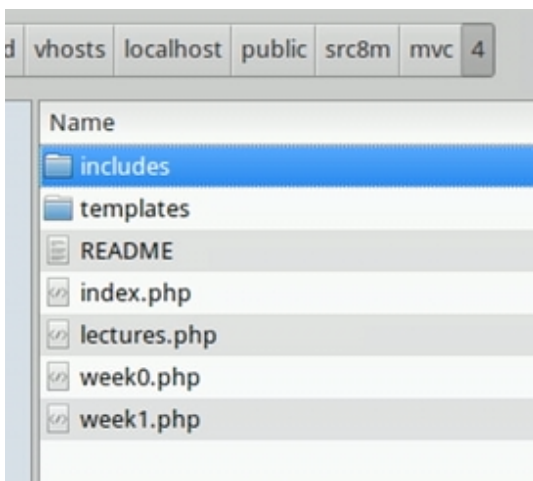 d vhosts localhost public src8m mvc 4
Name
includes
templates
README
index.php
lectures.php
week0.php
week1.php